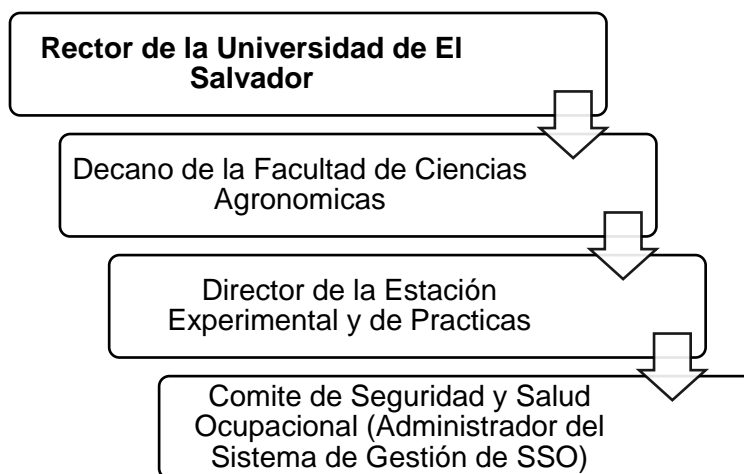 Rector de la Universidad de El
Salvador
Decano de la Facultad de Ciencias
Agronomicas
Director de la Estación
Experimental y de Practicas
Comite de Seguridad y Salud
Ocupacional (Administrador del
Sistema de Gestión de SSO)